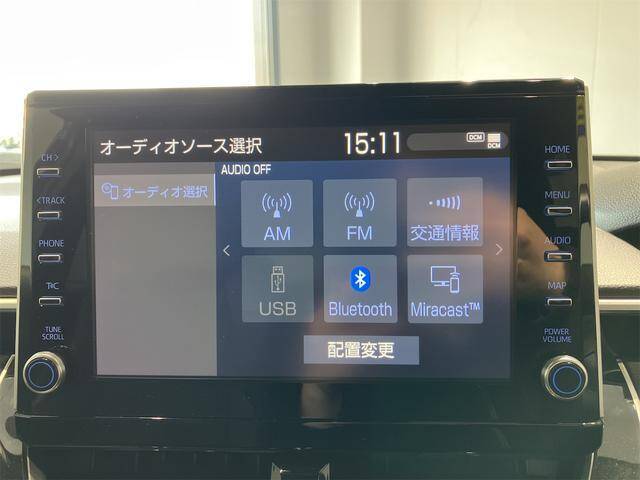 オーディオソース選択
15:11
DCM
DCM
AUDIO OFF
オーディオ選択
AM
FM
交通情報
USB
Bluetooth
Miracast™
配置変更
CH >
< TRACK
PHONE
T٨C
TUNE
SCROLL
HOME
MENU
AUDIO
MAP
POWER
VOLUME